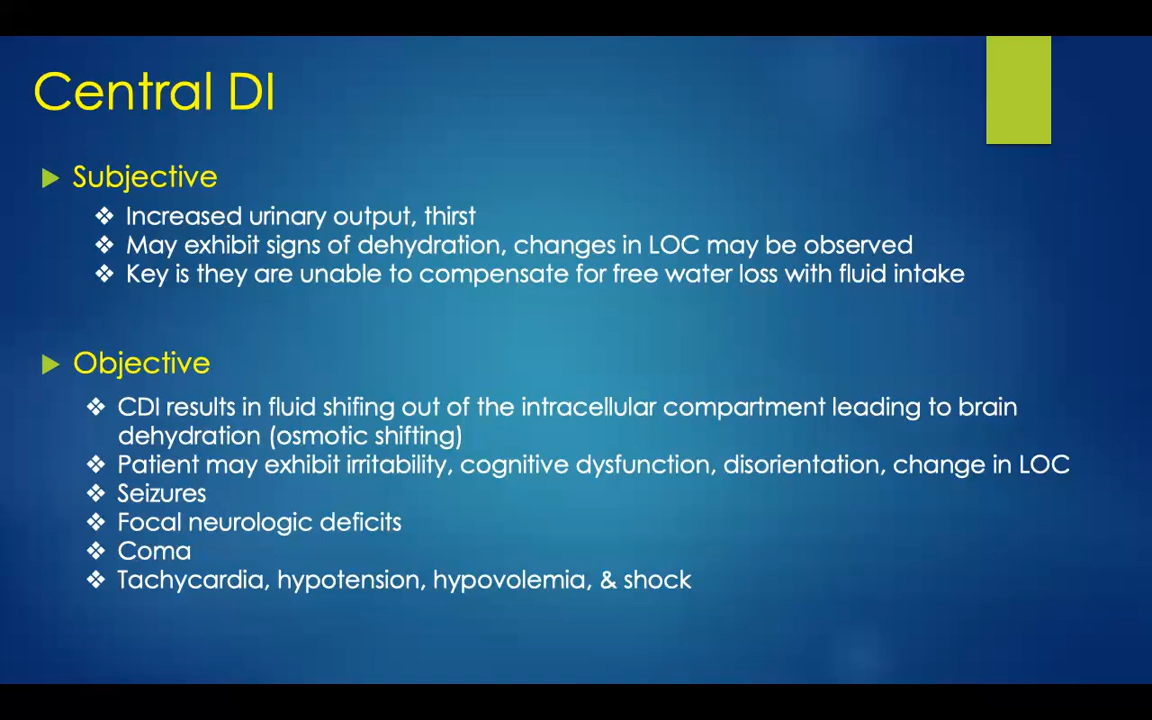 Central DI
Subjective
Increased urinary output, thirst
May exhibit signs of dehydration, changes in LOC may be observed
Key is they are unable to compensate for free water loss with fluid intake
Objective
CDI results in fluid shifing out of the intracellular compartment leading to brain
dehydration (osmotic shifting)
Patient may exhibit irritability, cognitive dysfunction, disorientation, change in LOC
Seizures
Focal neurologic deficits
Coma
Tachycardia, hypotension, hypovolemia, & shock